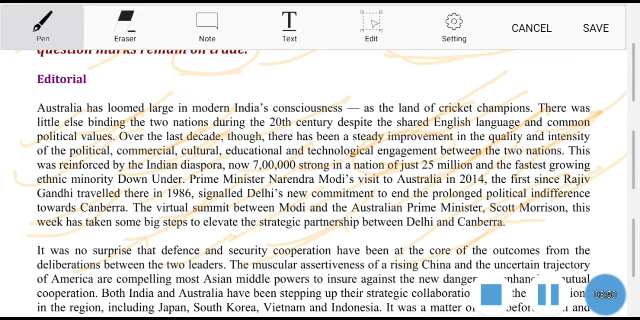 Pen
Eraser
Note
Text
Edit
Setting
CANCEL
SAVE
question marks remain on trade.
Editorial
Australia has loomed large in modern India's consciousness — as the land of cricket champions. There was
little else binding the two nations during the 20th century despite the shared English language and common
political values. Over the last decade, though, there has been a steady improvement in the quality and intensity
of the political, commercial, cultural, educational and technological engagement between the two nations. This
was reinforced by the Indian diaspora, now 7,00,000 strong in a nation of just 25 million and the fastest growing
ethnic minority Down Under. Prime Minister Narendra Modi's visit to Australia in 2014, the first since Rajiv
Gandhi travelled there in 1986, signalled Delhi's new commitment to end the prolonged political indifference
towards Canberra. The virtual summit between Modi and the Australian Prime Minister, Scott Morrison, this
week has taken some big steps to elevate the strategic partnership between Delhi and Canberra.
It was no surprise that defence and security cooperation have been at the core of the outcomes from the
deliberations between the two leaders. The muscular assertiveness of a rising China and the uncertain trajectory
of America are compelling most Asian middle powers to insure against the new mutual
cooperation. Both India and Australia have been stepping up their strategic
in the region, including Japan, South Korea, Vietnam and Indonesia. It was a matter of and